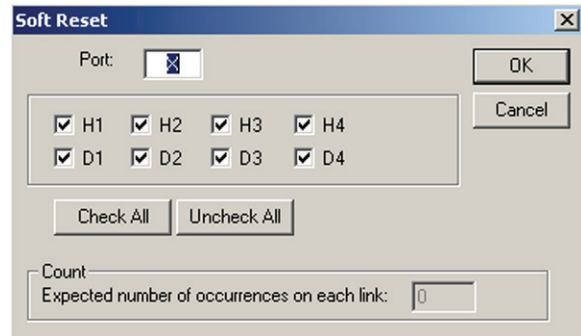 Soft Reset
Port: X
OK
Cancel
H1 H2 H3 H4
D1 D2 D3 D4
Check All Uncheck All
Count
Expected number of occurrences on each link: 0